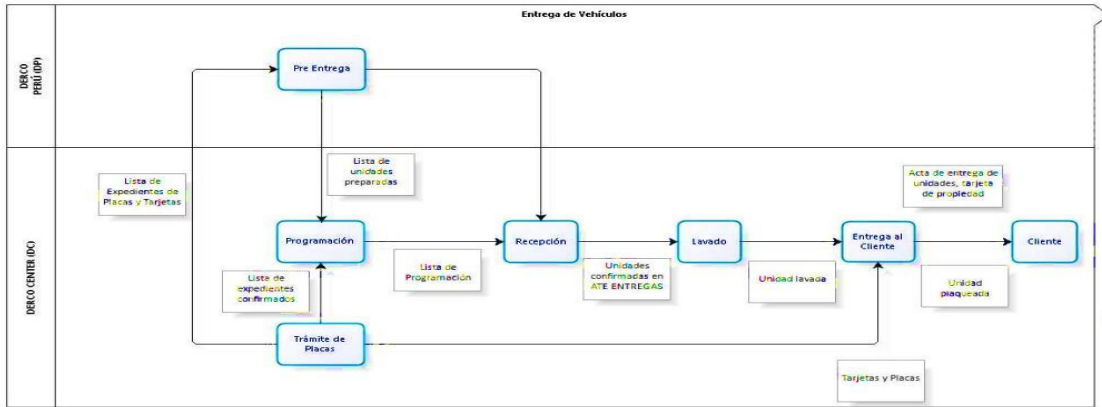 Entrega de Vehículos
DERCO
PERÚ (DP)
Pre Entrega
DERCO CENTER (DC)
Lista de
Expedientes de
Placas y Tarjetas
Lista de
unidades
preparadas
Acta de entrega de
unidades, tarjeta
de propiedad
Programación
Recepción
Lavado
Entrega al
Cliente
Cliente
Lista de
expedientes
confirmados
Lista de
Programación
Unidades
confirmadas en
ATE ENTREGAS
Unidad lavada
Unidad
plaqueada
Trámite de
Placas
Tarjetas y Placas